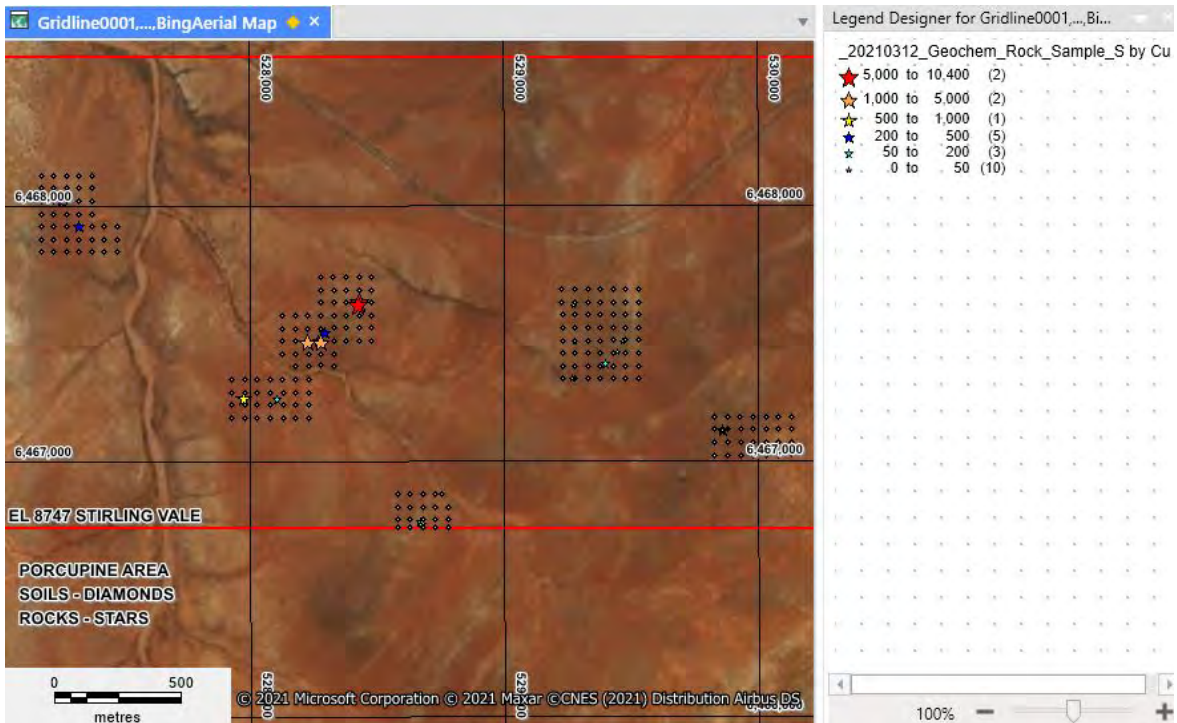 Gridline0001,...,BingAerial Map
Legend Designer for Gridline0001,...,Bi...
_20210312_Geochem_Rock_Sample_S by Cu
5,000 to 10,400 (2)
1,000 to 5,000 (2)
500 to 1,000 (1)
200 to 500 (5)
50 to 200 (3)
0 to 50 (10)
528,000
529,000
530,000
6,468,000
6,468,000
6,467,000
6,467,000
EL 8747 STIRLING VALE
PORCUPINE AREA
SOILS - DIAMONDS
ROCKS - STARS
0 500
metres
© 2021 Microsoft Corporation © 2021 Maxar ©CNES (2021) Distribution Airbus DS
100%